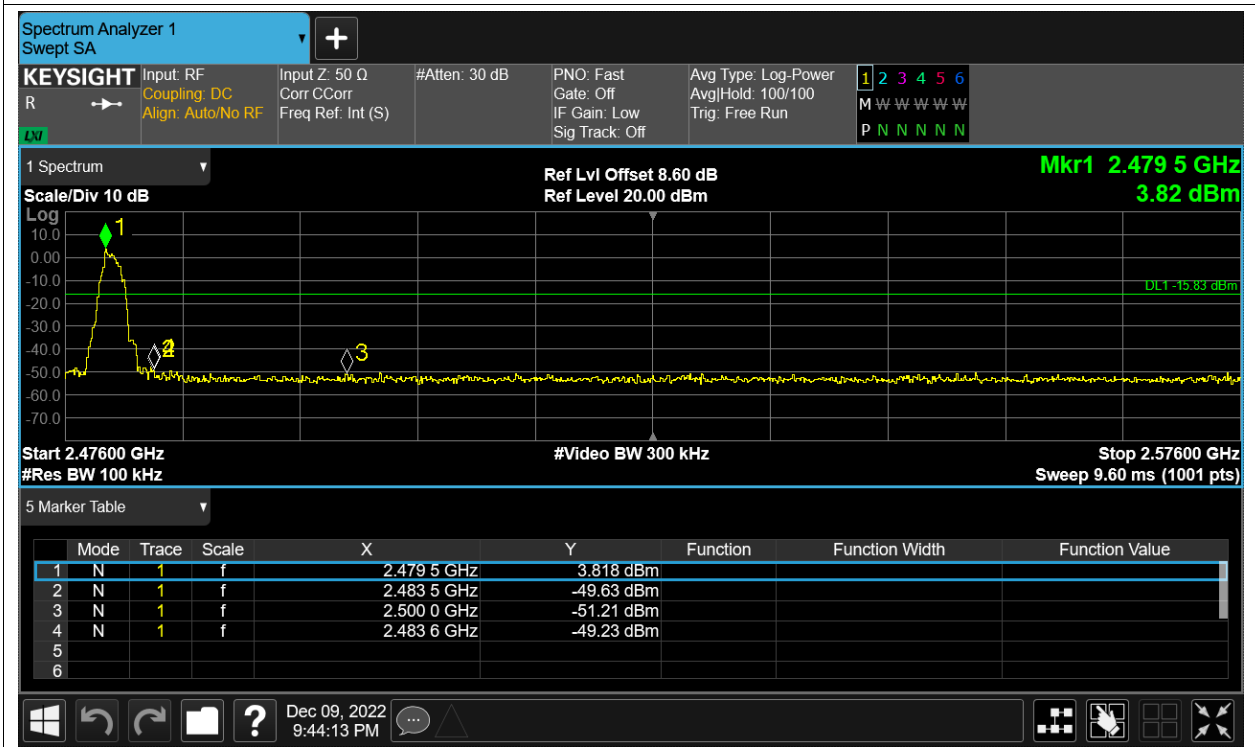 Spectrum Analyzer 1
Swept SA
KEYSIGHT Input: RF Input Z: 50 Ω #Atten: 30 dB PNO: Fast Avg Type: Log-Power 1 2 3 4 5 6
R Coupling: DC Corr CCorr Gate: Off Avg|Hold: 100/100 M W W W W W
Align: Auto/No RF Freq Ref: Int (S) IF Gain: Low Trig: Free Run
LXI Sig Track: Off P N N N N N
1 Spectrum Ref Lvl Offset 8.60 dB Mkr1 2.479 5 GHz
Scale/Div 10 dB Ref Level 20.00 dBm 3.82 dBm
Log
1
10.0
0.00
-10.0
DL1 -15.83 dBm
-20.0
-30.0
-40.0
2 4 3
-50.0
-60.0
-70.0
Start 2.47600 GHz #Video BW 300 kHz Stop 2.57600 GHz
#Res BW 100 kHz Sweep 9.60 ms (1001 pts)
5 Marker Table
Mode Trace Scale X Y Function Function Width Function Value
1 N 1 f 2.479 5 GHz 3.818 dBm
2 N 1 f 2.483 5 GHz -49.63 dBm
3 N 1 f 2.500 0 GHz -51.21 dBm
4 N 1 f 2.483 6 GHz -49.23 dBm
5
6
? Dec 09, 2022
9:44:13 PM